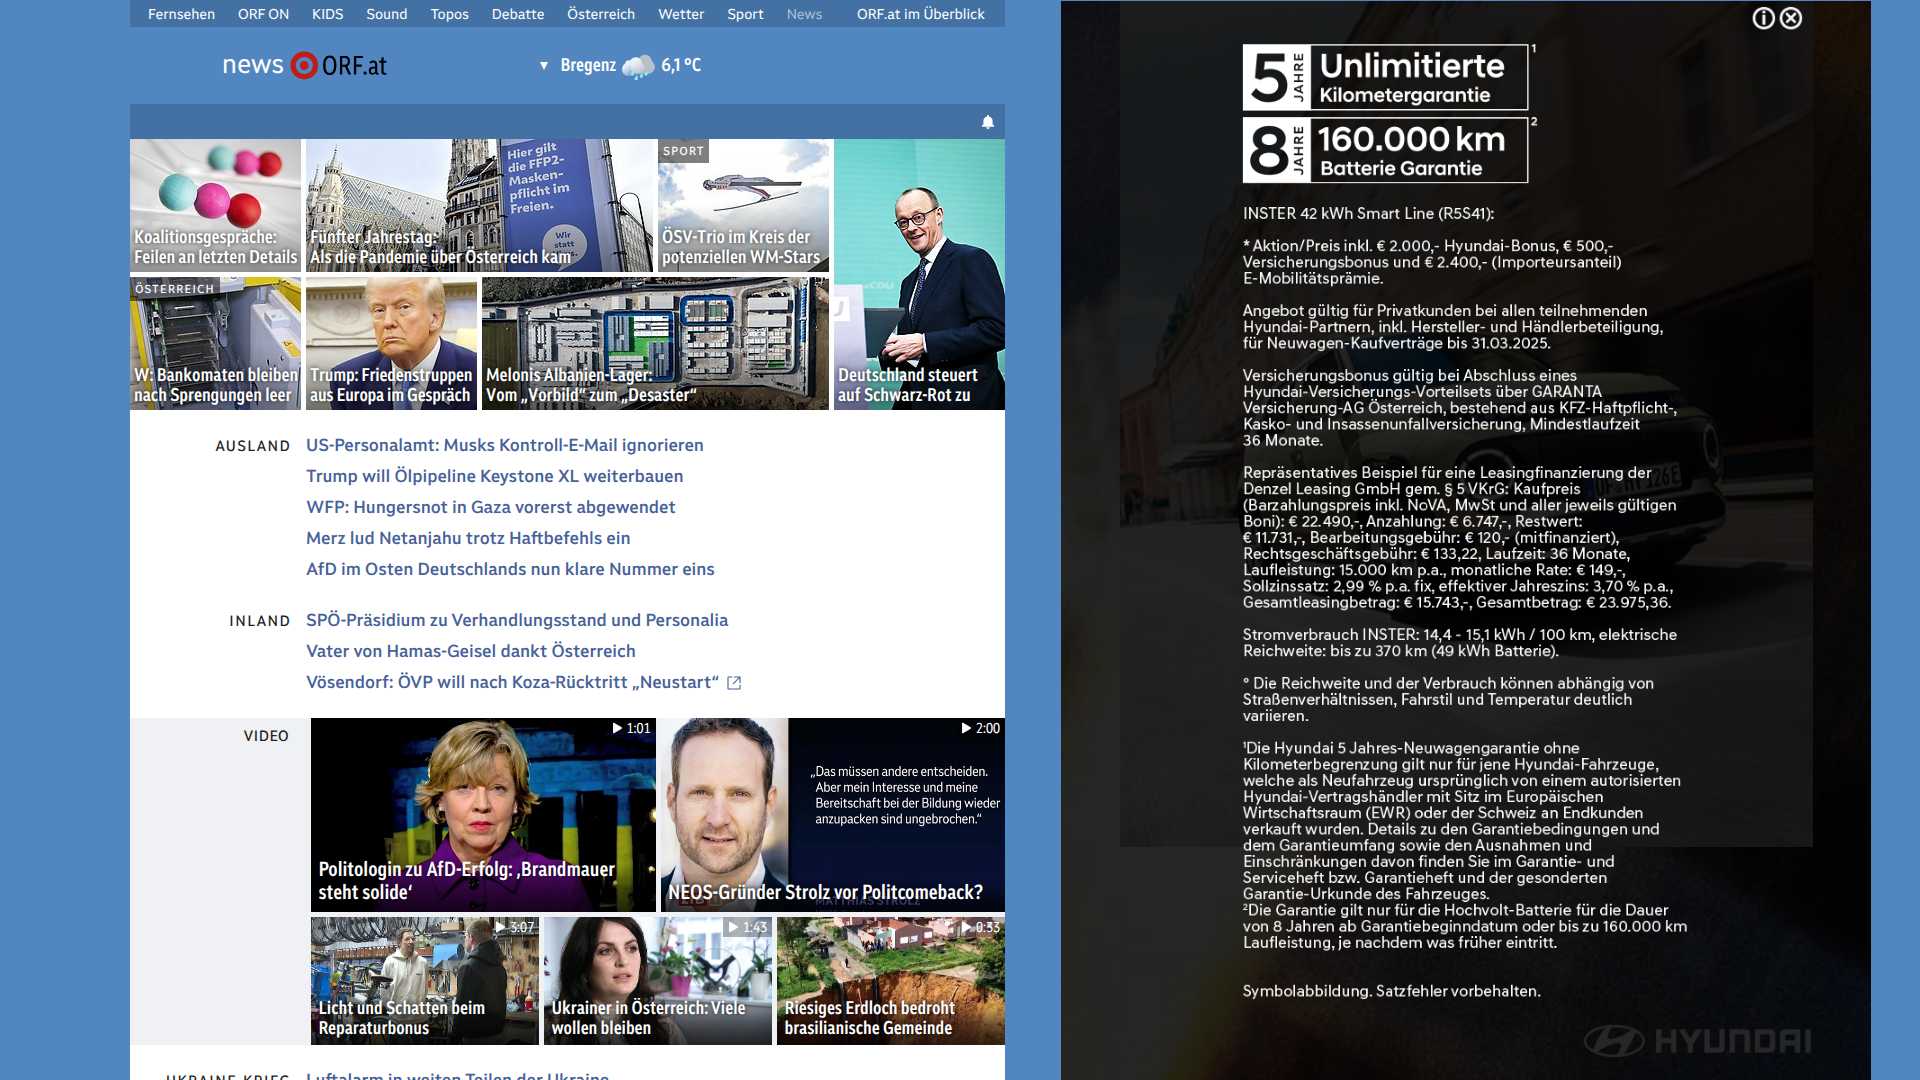 Fernsehen ORF ON KIDS Sound Topos Debatte Österreich Wetter Sport News ORF.at im Überblick
news ORF.at
Bregenz 6,1 °C
Koalitionsgespräche:
Feilen an letzten Details
Hier gilt
die FFP2-
Masken-
pflicht im
Freien.
Wir
statt
Fünfter Jahrestag:
Als die Pandemie über Österreich kam
SPORT
ÖSV-Trio im Kreis der
potenziellen WM-Stars
ÖSTERREICH
W: Bankomaten bleiben
nach Sprengungen leer
Trump: Friedenstruppen
aus Europa im Gespräch
Melonis Albanien-Lager:
Vom „Vorbild“ zum „Desaster“
Deutschland steuert
auf Schwarz-Rot zu
AUSLAND
US-Personalamt: Musks Kontroll-E-Mail ignorieren
Trump will Ölpipeline Keystone XL weiterbauen
WFP: Hungersnot in Gaza vorerst abgewendet
Merz lud Netanjahu trotz Haftbefehls ein
AfD im Osten Deutschlands nun klare Nummer eins
INLAND
SPÖ-Präsidium zu Verhandlungsstand und Personalia
Vater von Hamas-Geisel dankt Österreich
Vösendorf: ÖVP will nach Koza-Rücktritt „Neustart“
VIDEO
1:01
Politologin zu AfD-Erfolg: ‚Brandmauer
steht solide‘
2:00
„Das müssen andere entscheiden.
Aber mein Interesse und meine
Bereitschaft bei der Bildung wieder
anzupacken sind ungebrochen.“
NEOS-Gründer Strolz vor Politcomeback?
MATTHIAS STROLZ
3:07
Licht und Schatten beim
Reparaturbonus
1:43
Ukrainer in Österreich: Viele
wollen bleiben
0:33
Riesiges Erdloch bedroht
brasilianische Gemeinde
UKRAINE-KRIEG
Luftalarm in weiten Teilen der Ukraine
5 JAHRE Unlimitierte 1
Kilometergarantie
8 JAHRE 160.000 km 2
Batterie Garantie
INSTER 42 kWh Smart Line (R5S41):
* Aktion/Preis inkl. € 2.000,- Hyundai-Bonus, € 500,-
Versicherungsbonus und € 2.400,- (Importeursanteil)
E-Mobilitätsprämie.
Angebot gültig für Privatkunden bei allen teilnehmenden
Hyundai-Partnern, inkl. Hersteller- und Händlerbeteiligung,
für Neuwagen-Kaufverträge bis 31.03.2025.
Versicherungsbonus gültig bei Abschluss eines
Hyundai-Versicherungs-Vorteilsets über GARANTA
Versicherung-AG Österreich, bestehend aus KFZ-Haftpflicht-,
Kasko- und Insassenunfallversicherung, Mindestlaufzeit
36 Monate.
Repräsentatives Beispiel für eine Leasingfinanzierung der
Denzel Leasing GmbH gem. § 5 VKrG: Kaufpreis
(Barzahlungspreis inkl. NoVA, MwSt und aller jeweils gültigen
Boni): € 22.490,-, Anzahlung: € 6.747,-, Restwert:
€ 11.731,-, Bearbeitungsgebühr: € 120,- (mitfinanziert),
Rechtsgeschäftsgebühr: € 133,22, Laufzeit: 36 Monate,
Laufleistung: 15.000 km p.a., monatliche Rate: € 149,-,
Sollzinssatz: 2,99 % p.a. fix, effektiver Jahreszins: 3,70 % p.a.,
Gesamtleasingbetrag: € 15.743,-, Gesamtbetrag: € 23.975,36.
Stromverbrauch INSTER: 14,4 - 15,1 kWh / 100 km, elektrische
Reichweite: bis zu 370 km (49 kWh Batterie).
° Die Reichweite und der Verbrauch können abhängig von
Straßenverhältnissen, Fahrstil und Temperatur deutlich
variieren.
¹Die Hyundai 5 Jahres-Neuwagengarantie ohne
Kilometerbegrenzung gilt nur für jene Hyundai-Fahrzeuge,
welche als Neufahrzeug ursprünglich von einem autorisierten
Hyundai-Vertragshändler mit Sitz im Europäischen
Wirtschaftsraum (EWR) oder der Schweiz an Endkunden
verkauft wurden. Details zu den Garantiebedingungen und
dem Garantieumfang sowie den Ausnahmen und
Einschränkungen davon finden Sie im Garantie- und
Serviceheft bzw. Garantieheft und der gesonderten
Garantie-Urkunde des Fahrzeuges.
²Die Garantie gilt nur für die Hochvolt-Batterie für die Dauer
von 8 Jahren ab Garantiebeginndatum oder bis zu 160.000 km
Laufleistung, je nachdem was früher eintritt.
Symbolabbildung. Satzfehler vorbehalten.
HYUNDAI